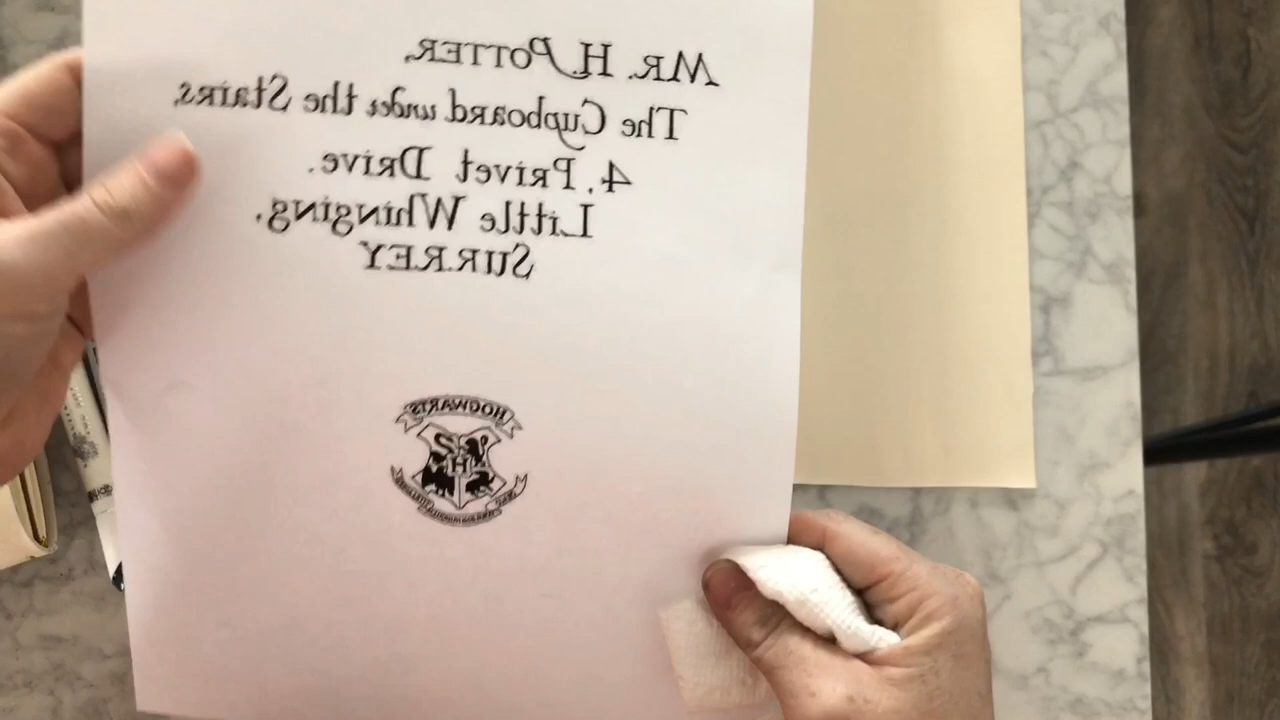 Mr. H. Potter,
The Cupboard under the Stairs,
4, Privet Drive.
Little Whinging,
SURREY
HOGWARTS
H